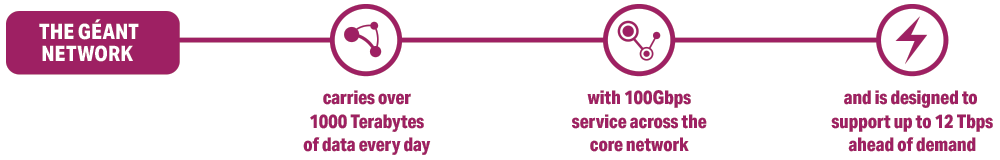 THE GÉANT
NETWORK
carries over
1000 Terabytes
of data every day
with 100Gbps
service across the
core network
and is designed to
support up to 12 Tbps
ahead of demand